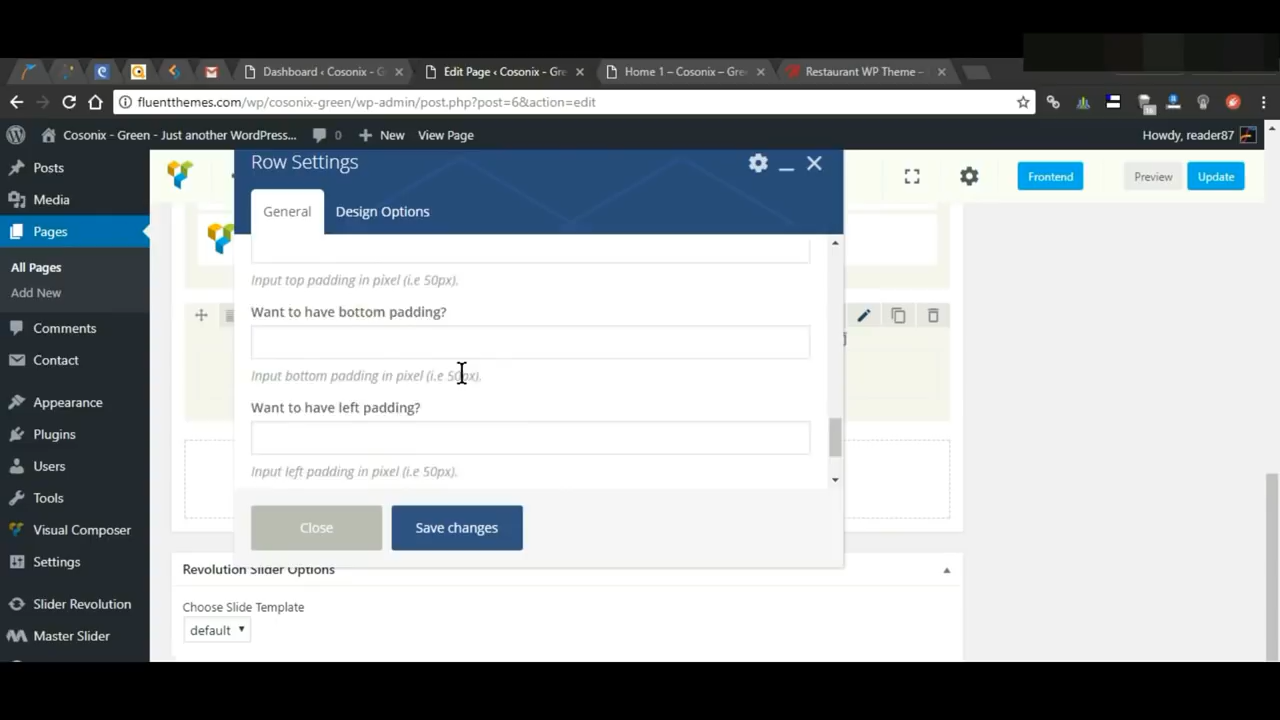 Dashboard ‹ Cosonix - G
Edit Page ‹ Cosonix - Gre
Home 1 – Cosonix – Gre
Restaurant WP Theme –
fluentthemes.com/wp/cosonix-green/wp-admin/post.php?post=6&action=edit
Cosonix - Green - Just another WordPress...
0
New
View Page
Howdy, reader87
Posts
Media
Pages
All Pages
Add New
Comments
Contact
Appearance
Plugins
Users
Tools
Visual Composer
Settings
Slider Revolution
Master Slider
Row Settings
General
Design Options
Frontend
Preview
Update
Input top padding in pixel (i.e 50px).
Want to have bottom padding?
Input bottom padding in pixel (i.e 50px).
Want to have left padding?
Input left padding in pixel (i.e 50px).
Close
Save changes
Revolution Slider Options
Choose Slide Template
default